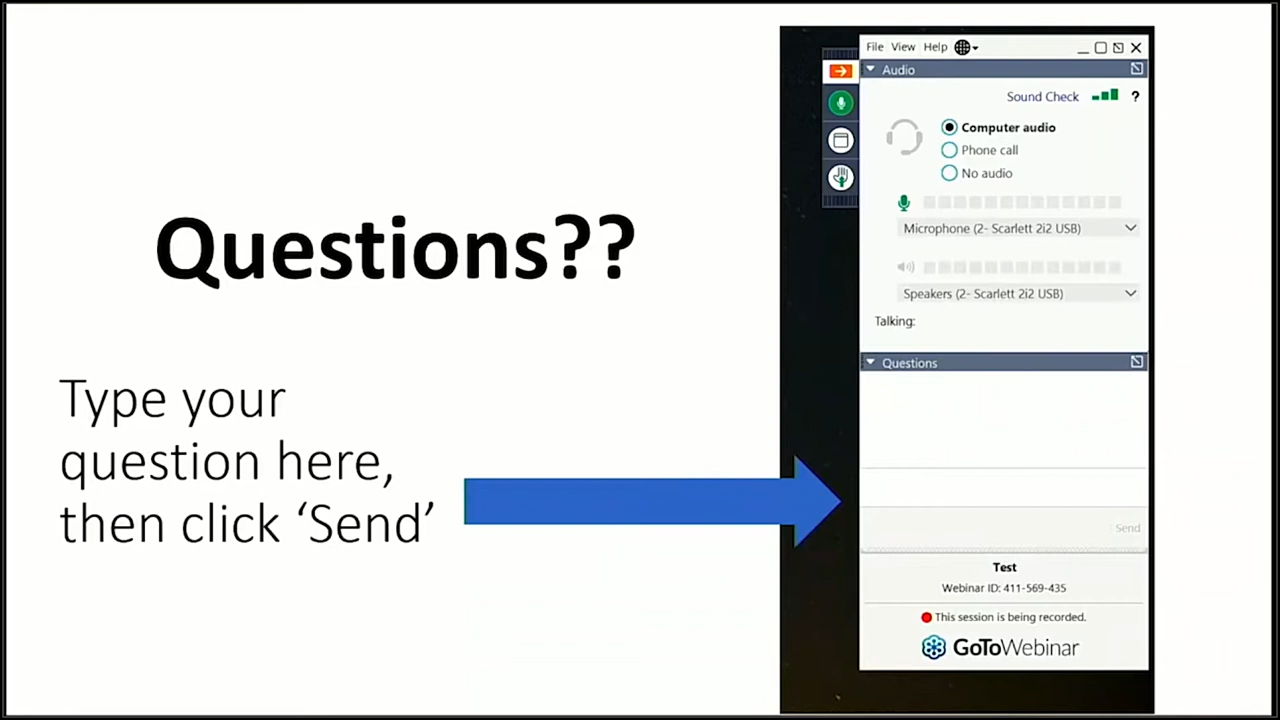 Questions??
Type your
question here,
then click ‘Send’
File View Help
Audio
Sound Check ?
Computer audio
Phone call
No audio
Microphone (2- Scarlett 2i2 USB)
Speakers (2- Scarlett 2i2 USB)
Talking:
Questions
Send
Test
Webinar ID: 411-569-435
This session is being recorded.
GoToWebinar